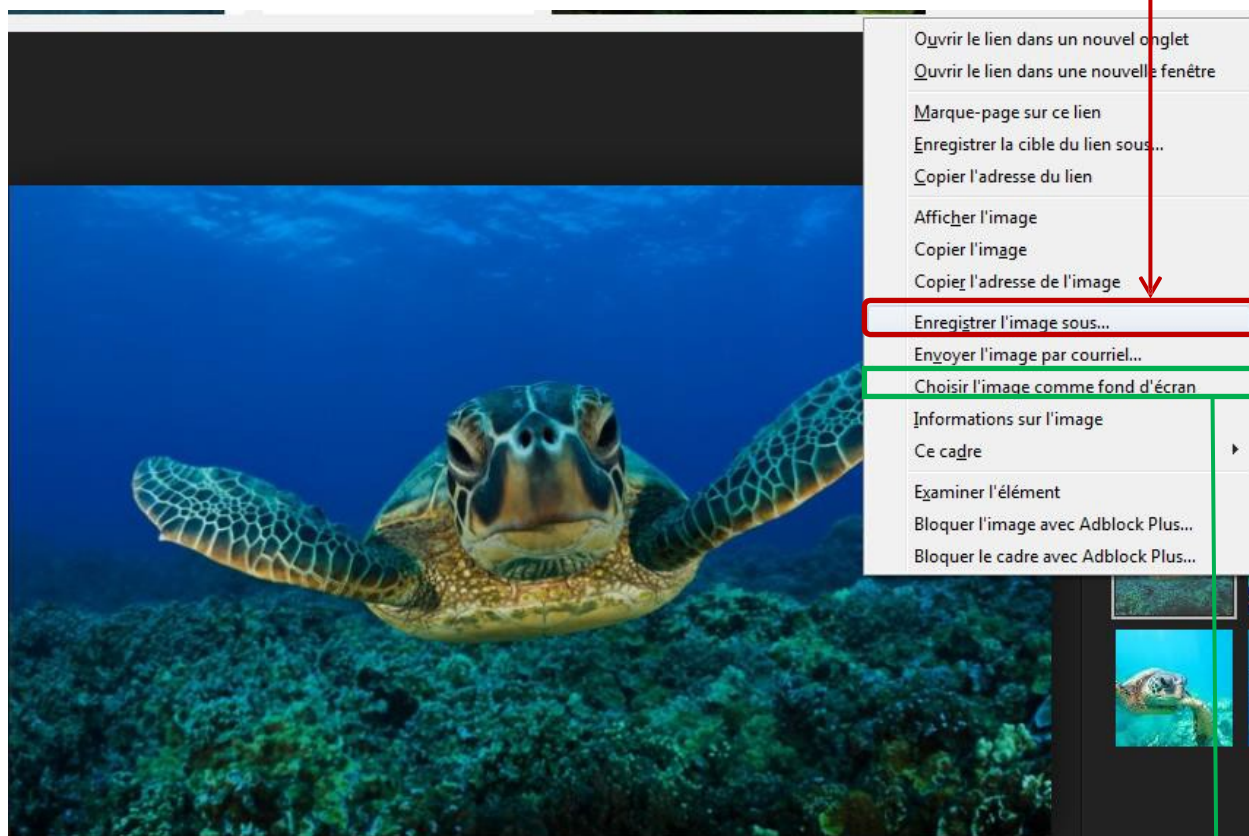 Ouvrir le lien dans un nouvel onglet
Ouvrir le lien dans une nouvelle fenêtre
Marque-page sur ce lien
Enregistrer la cible du lien sous...
Copier l'adresse du lien
Afficher l'image
Copier l'image
Copier l'adresse de l'image
Enregistrer l'image sous...
Envoyer l'image par courriel...
Choisir l'image comme fond d'écran
Informations sur l'image
Ce cadre
Examiner l'élément
Bloquer l'image avec Adblock Plus...
Bloquer le cadre avec Adblock Plus...